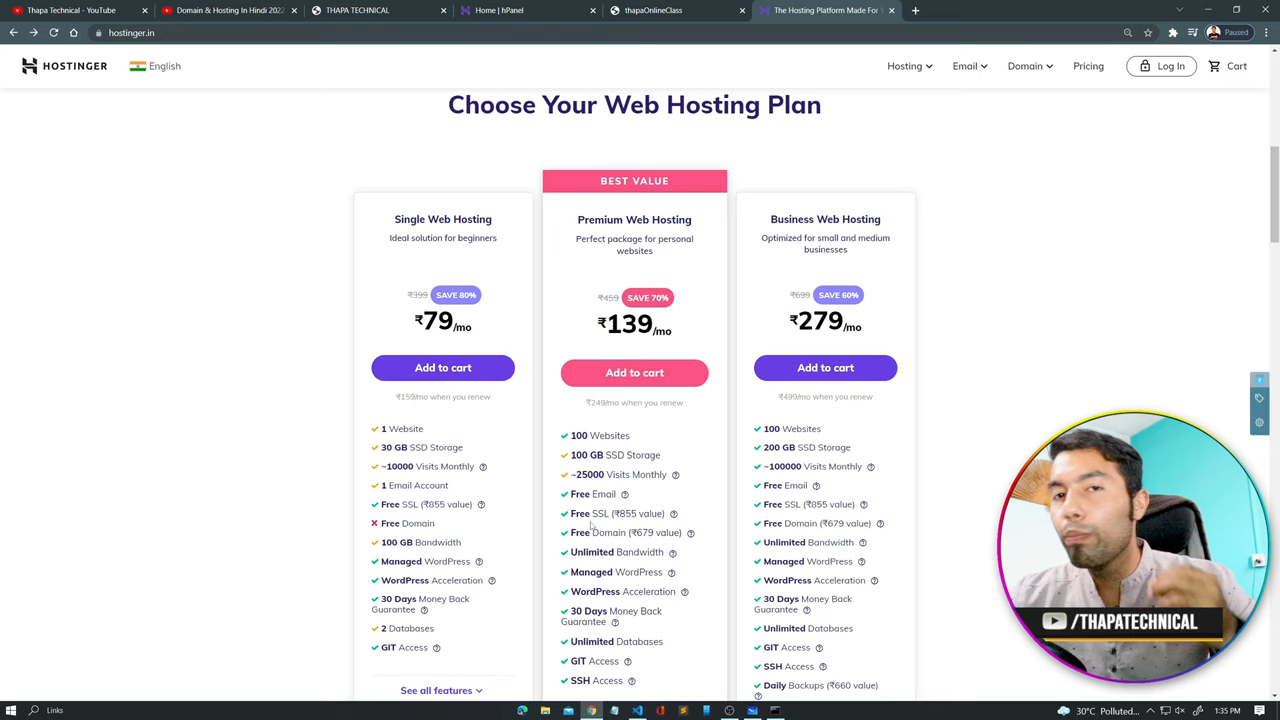 Thapa Technical - YouTube
Domain & Hosting In Hindi 2022
THAPA TECHNICAL
Home | hPanel
thapaOnlineClass
The Hosting Platform Made For
hostinger.in
Paused
HOSTINGER
English
Hosting
Email
Domain
Pricing
Log In
Cart
Choose Your Web Hosting Plan
Single Web Hosting
Ideal solution for beginners
₹399 SAVE 80%
₹79/mo
Add to cart
₹159/mo when you renew
1 Website
30 GB SSD Storage
~10000 Visits Monthly
1 Email Account
Free SSL (₹855 value)
Free Domain
100 GB Bandwidth
Managed WordPress
WordPress Acceleration
30 Days Money Back
Guarantee
2 Databases
GIT Access
See all features
BEST VALUE
Premium Web Hosting
Perfect package for personal
websites
₹459 SAVE 70%
₹139/mo
Add to cart
₹249/mo when you renew
100 Websites
100 GB SSD Storage
~25000 Visits Monthly
Free Email
Free SSL (₹855 value)
Free Domain (₹679 value)
Unlimited Bandwidth
Managed WordPress
WordPress Acceleration
30 Days Money Back
Guarantee
Unlimited Databases
GIT Access
SSH Access
Business Web Hosting
Optimized for small and medium
businesses
₹699 SAVE 60%
₹279/mo
Add to cart
₹499/mo when you renew
100 Websites
200 GB SSD Storage
~100000 Visits Monthly
Free Email
Free SSL (₹855 value)
Free Domain (₹679 value)
Unlimited Bandwidth
Managed WordPress
WordPress Acceleration
30 Days Money Back
Guarantee
Unlimited Databases
GIT Access
SSH Access
Daily Backups (₹660 value)
/THAPATECHNICAL
Links
30°C Polluted...
ENG
1:35 PM